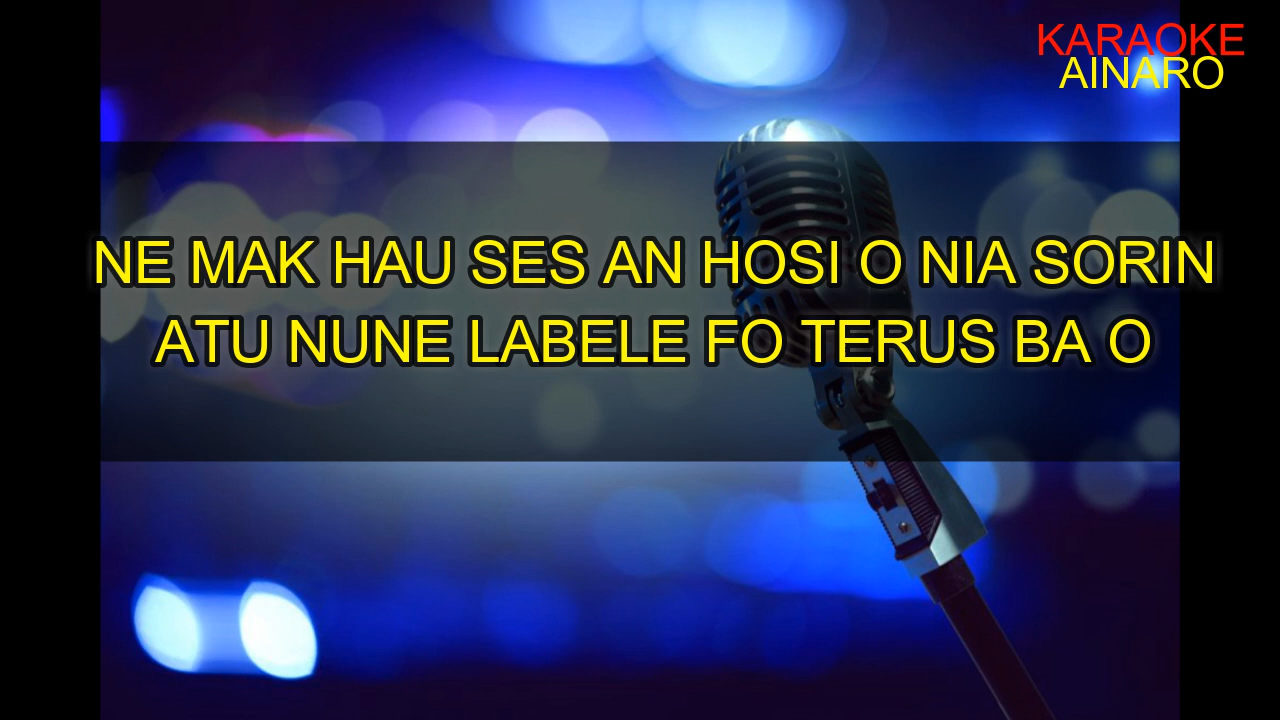 KARAOKE
AINARO
NE MAK HAU SES AN HOSI O NIA SORIN
ATU NUNE LABELE FO TERUS BA O